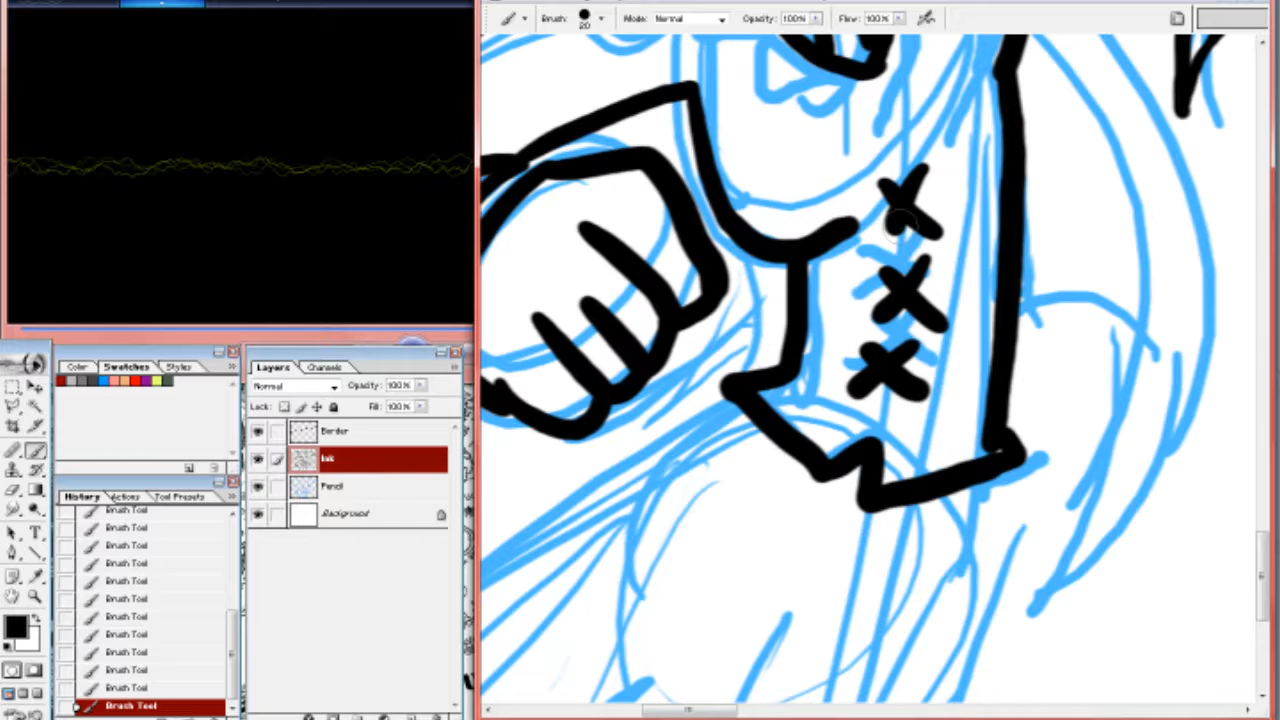 Brush: 20 Mode: Normal Opacity: 100% Flow: 100%
Color Swatches Styles
Layers Channels
Normal Opacity: 100%
Lock: Fill: 100%
Border
Ink
Pencil
Background
History Actions Tool Presets
Brush Tool
Brush Tool
Brush Tool
Brush Tool
Brush Tool
Brush Tool
Brush Tool
Brush Tool
Brush Tool
Brush Tool
Brush Tool
Brush Tool